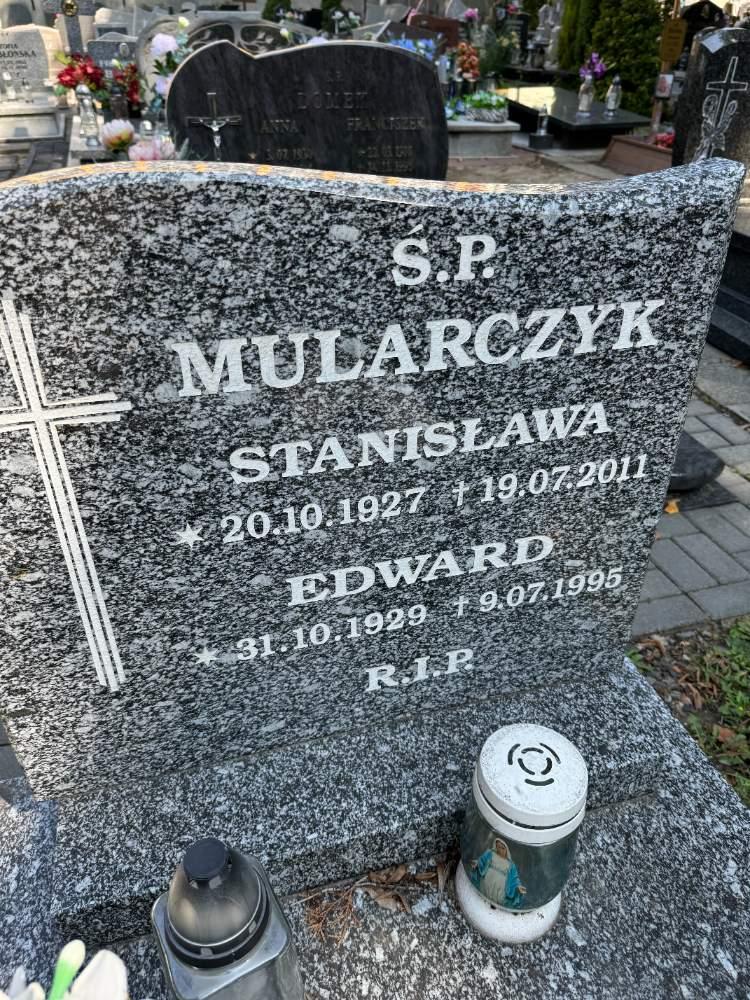 DOMEK
ANNA FRANCISZEK
Ś.P.
MULARCZYK
STANISŁAWA
* 20.10.1927 † 19.07.2011
EDWARD
* 31.10.1929 † 9.07.1995
R.I.P.